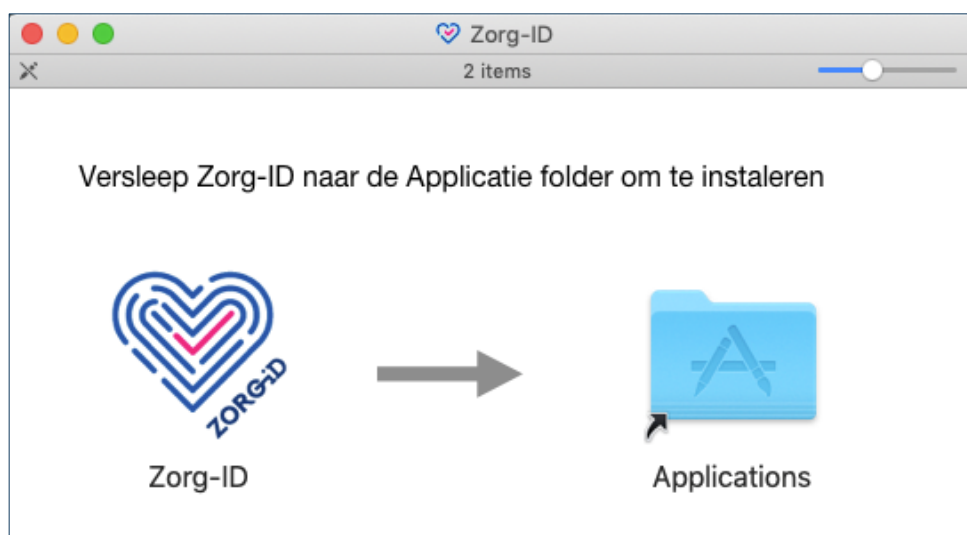 Zorg-ID
2 items
Versleep Zorg-ID naar de Applicatie folder om te instaleren
ZORG-iD
Zorg-ID
Applications